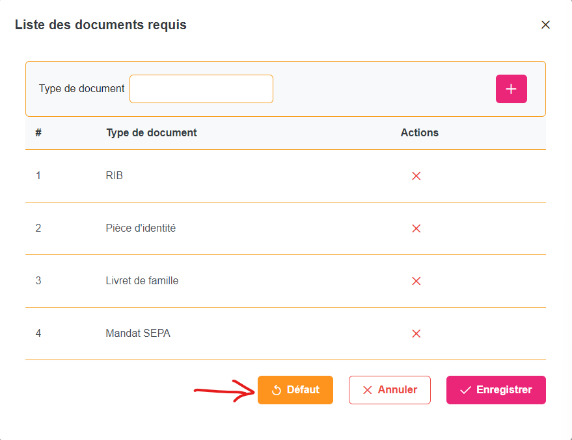 Liste des documents requis
Type de document
# Type de document Actions
1 RIB
2 Pièce d'identité
3 Livret de famille
4 Mandat SEPA
Défaut Annuler Enregistrer